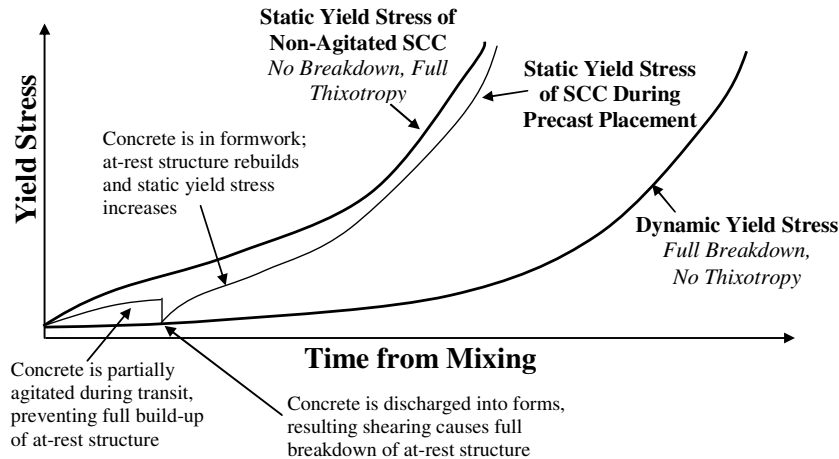 Static Yield Stress of
Non-Agitated SCC
No Breakdown, Full
Thixotropy
Static Yield Stress
of SCC During
Precast Placement
Concrete is in formwork;
at-rest structure rebuilds
and static yield stress
increases
Yield Stress
Dynamic Yield Stress
Full Breakdown,
No Thixotropy
Time from Mixing
Concrete is partially
agitated during transit,
preventing full build-up
of at-rest structure
Concrete is discharged into forms,
resulting shearing causes full
breakdown of at-rest structure